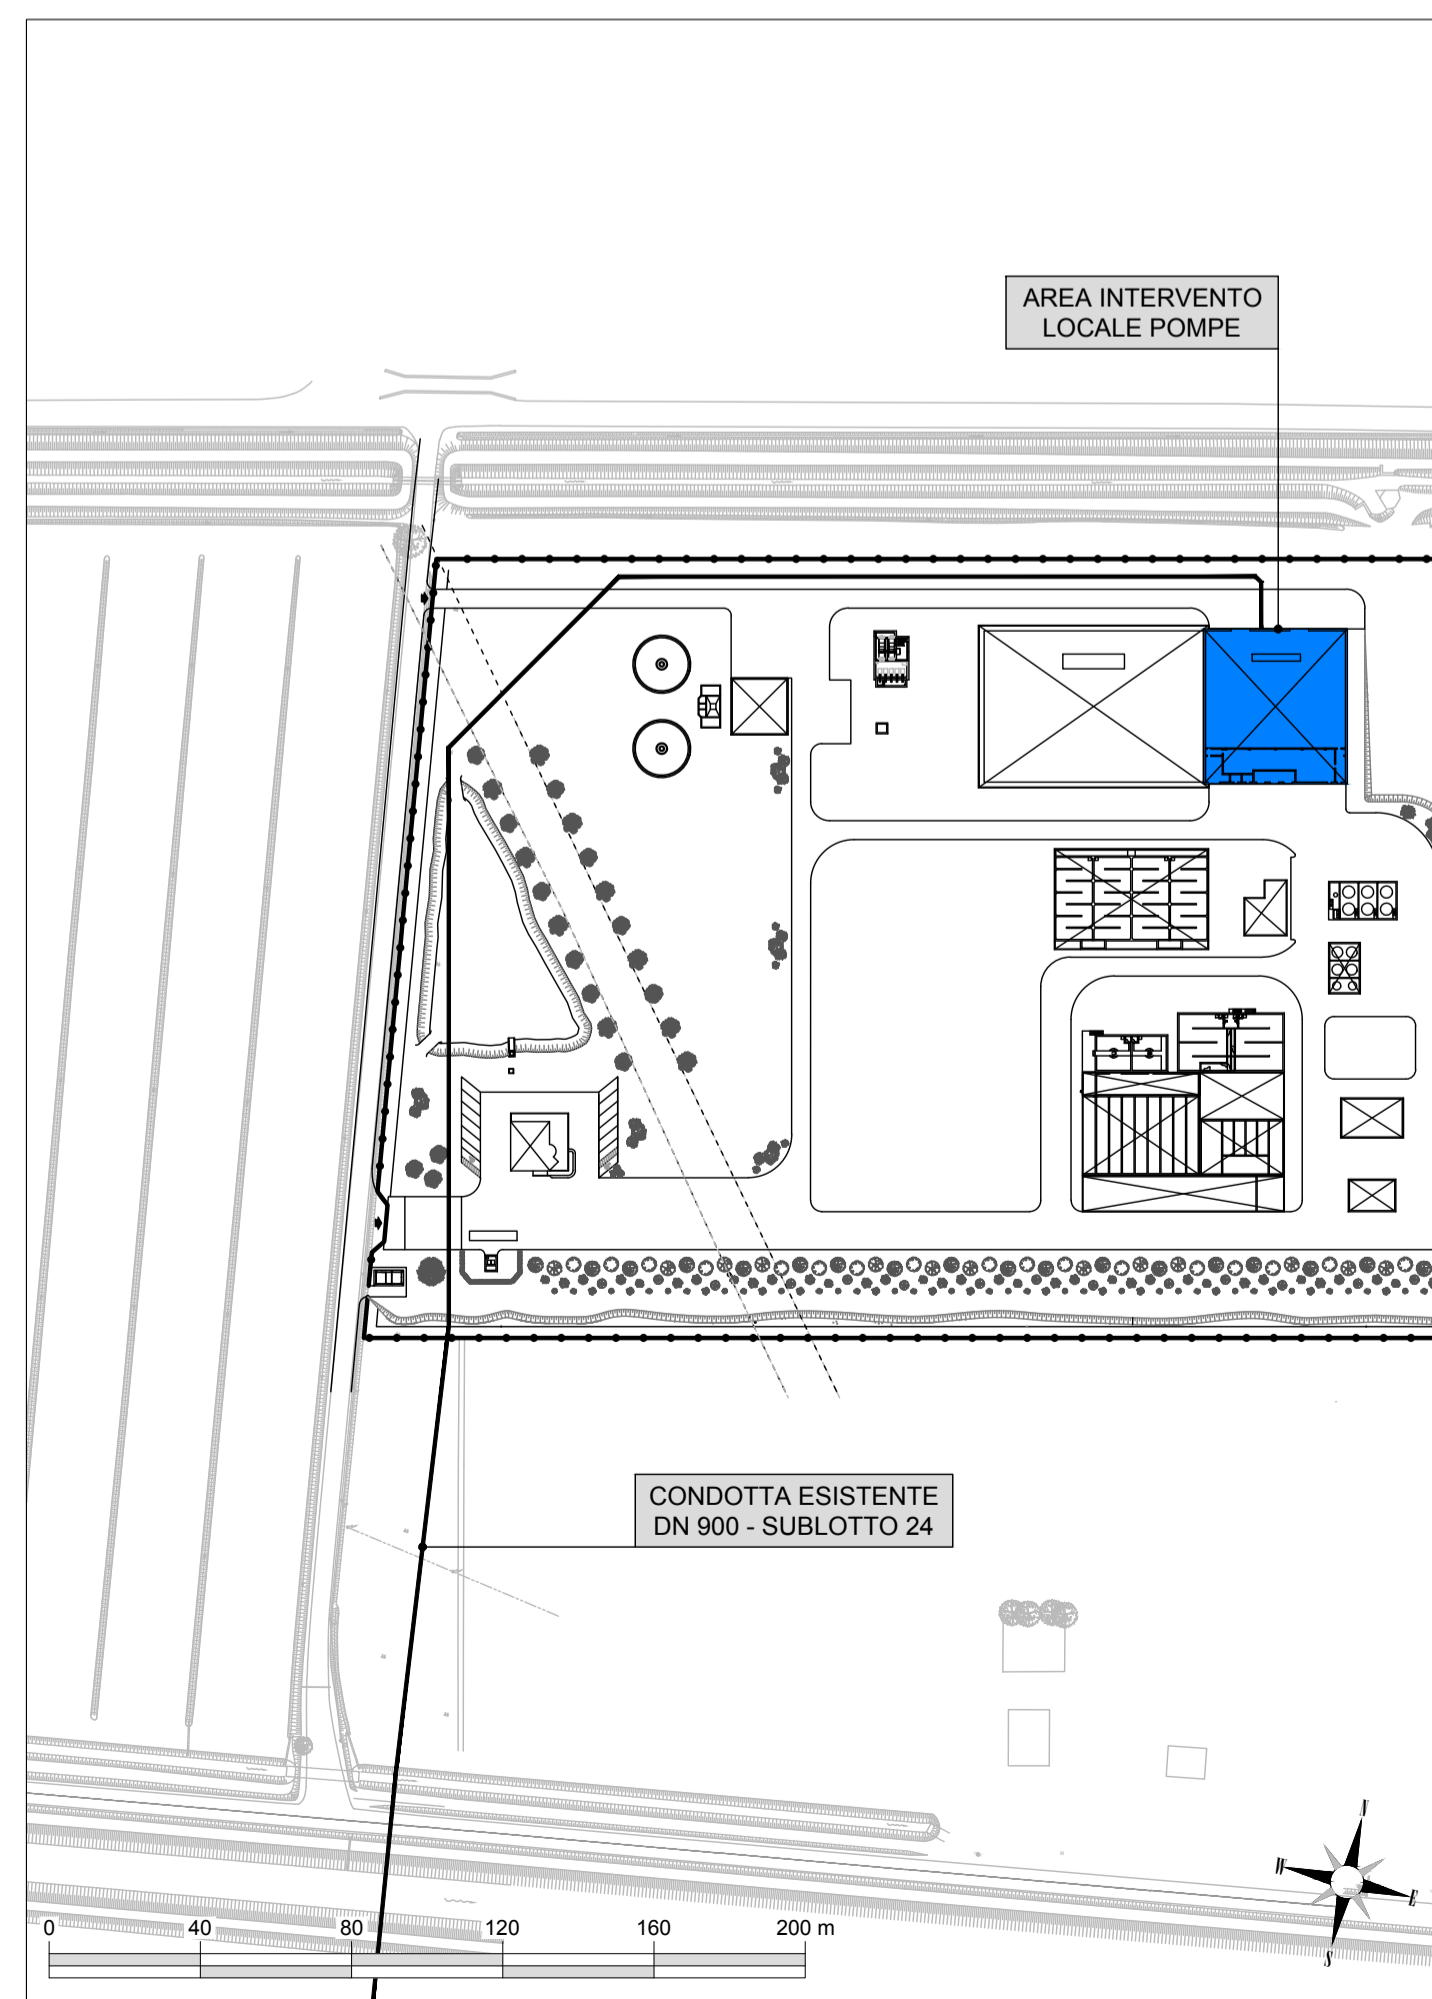 AREA INTERVENTO
LOCALE POMPE
CONDOTTA ESISTENTE
DN 900 - SUBLOTTO 24
N
W
E
S
0 40 80 120 160 200 m